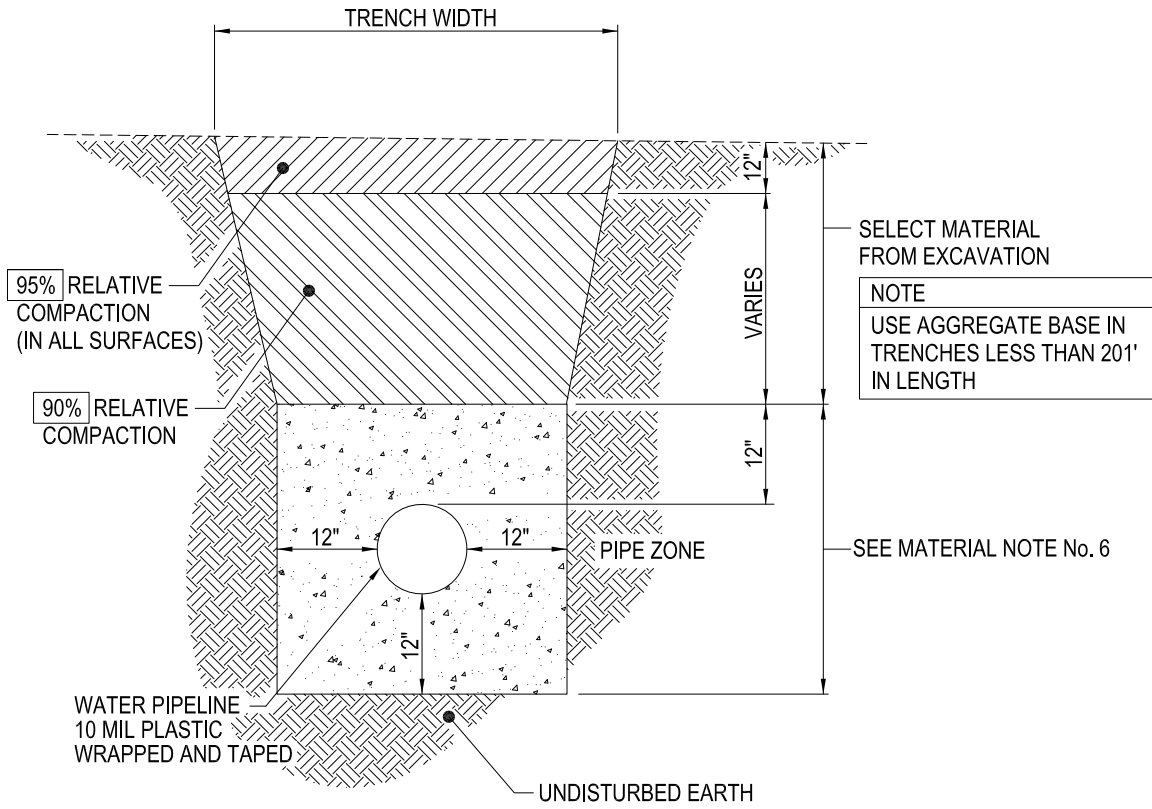 TRENCH WIDTH
12"
SELECT MATERIAL
FROM EXCAVATION
NOTE
USE AGGREGATE BASE IN
TRENCHES LESS THAN 201'
IN LENGTH
95% RELATIVE
COMPACTION
(IN ALL SURFACES)
VARIES
90% RELATIVE
COMPACTION
12"
12"
12"
PIPE ZONE
SEE MATERIAL NOTE No. 6
12"
WATER PIPELINE
10 MIL PLASTIC
WRAPPED AND TAPED
UNDISTURBED EARTH